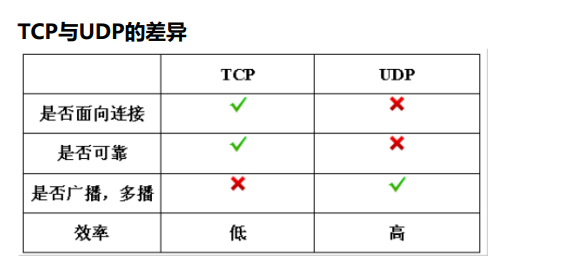 TCP与UDP的差异
TCP UDP
是否面向连接 ✓ ✗
是否可靠 ✓ ✗
是否广播，多播 ✗ ✓
效率 低 高